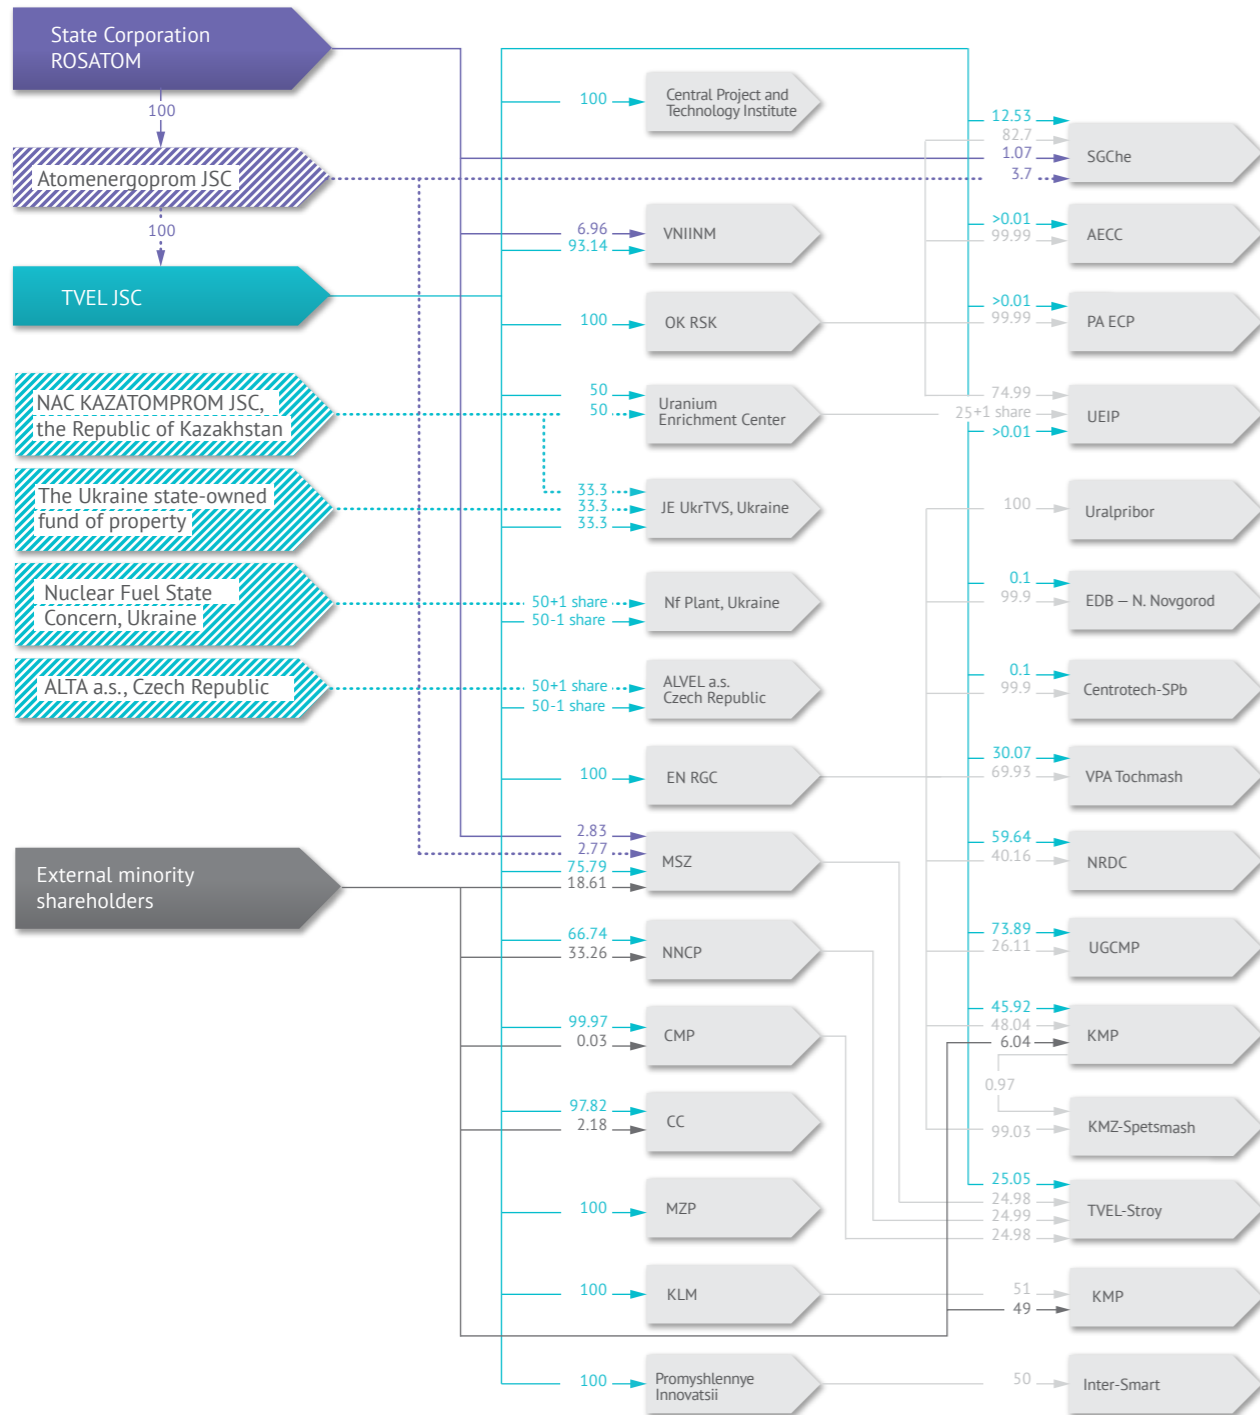 State Corporation
ROSATOM
100
Atomenergoprom JSC
100
TVEL JSC
NAC KAZATOMPROM JSC,
the Republic of Kazakhstan
The Ukraine state-owned
fund of property
Nuclear Fuel State
Concern, Ukraine
ALTA a.s., Czech Republic
External minority
shareholders
100
Central Project and
Technology Institute
6.96
93.14
VNIINM
100
OK RSK
50
50
Uranium
Enrichment Center
33.3
33.3
33.3
JE UkrTVS, Ukraine
50+1 share
50-1 share
Nf Plant, Ukraine
50+1 share
50-1 share
ALVEL a.s.
Czech Republic
100
EN RGC
2.83
2.77
75.79
18.61
MSZ
66.74
33.26
NNCP
99.97
0.03
CMP
97.82
2.18
CC
100
MZP
100
KLM
100
Promyshlennye
Innovatsii
12.53
82.7
1.07
3.7
SGChe
>0.01
99.99
AECC
>0.01
99.99
PA ECP
74.99
25+1 share
>0.01
UEIP
100
Uralpribor
0.1
99.9
EDB – N. Novgorod
0.1
99.9
Centrotech-SPb
30.07
69.93
VPA Tochmash
59.64
40.16
NRDC
73.89
26.11
UGCMP
45.92
48.04
6.04
KMP
0.97
99.03
KMZ-Spetsmash
25.05
24.98
24.99
24.98
TVEL-Stroy
51
49
KMP
50
Inter-Smart